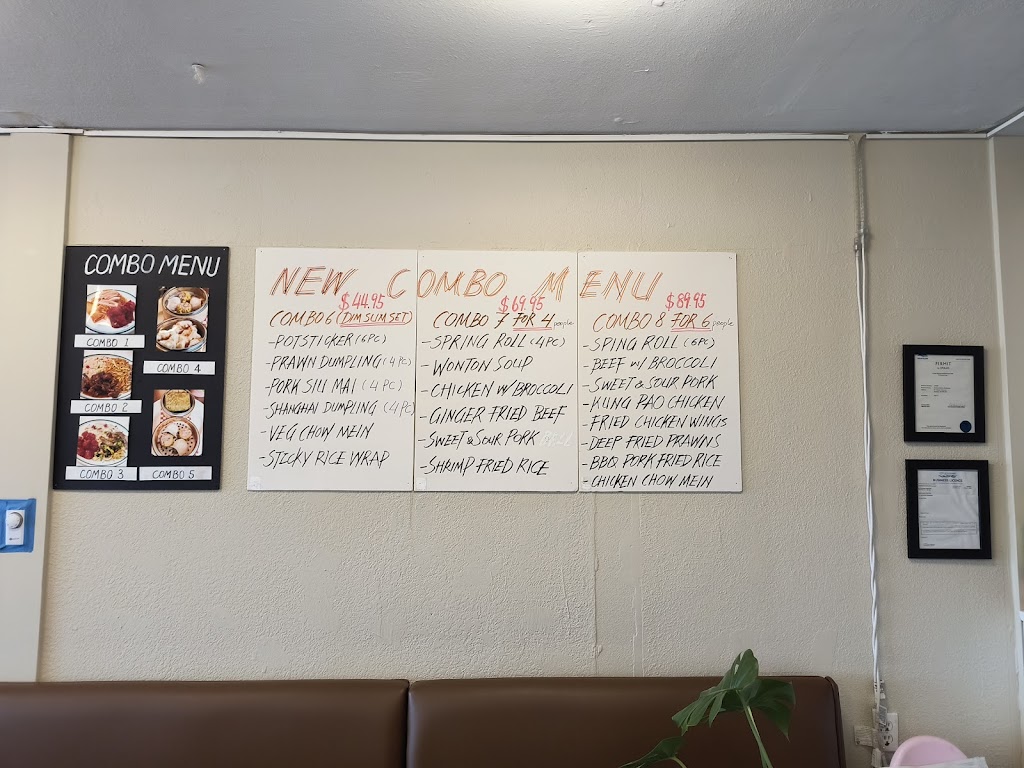 COMBO MENU
COMBO 1
COMBO 4
COMBO 2
COMBO 3
COMBO 5
NEW COMBO MENU
$44.95
COMBO 6 (DIM SUM SET)
-POTSTICKER (6PC)
-PRAWN DUMPLING (4PC)
-PORK SIU MAI (4PC)
-SHANGHAI DUMPLING (4PC)
-VEG CHOW MEIN
-STICKY RICE WRAP
$69.95
COMBO 7 FOR 4 people
-SPRING ROLL (4PC)
-WONTON SOUP
-CHICKEN W/ BROCCOLI
-GINGER FRIED BEEF
-SWEET & SOUR PORK
-SHRIMP FRIED RICE
$89.95
COMBO 8 FOR 6 people
-SPING ROLL (6PC)
-BEEF W/ BROCCOLI
-SWEET & SOUR PORK
-KUNG PAO CHICKEN
-FRIED CHICKEN WINGS
-DEEP FRIED PRAWNS
-BBQ PORK FRIED RICE
-CHICKEN CHOW MEIN